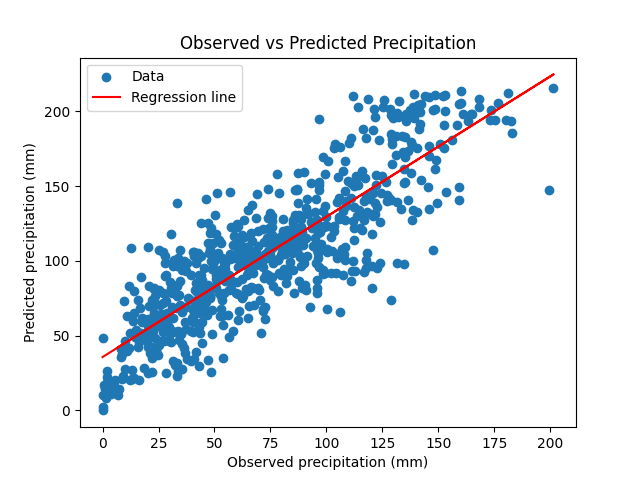 Observed vs Predicted Precipitation
Data
Regression line
Predicted precipitation (mm)
200
150
100
50
0
0 25 50 75 100 125 150 175 200
Observed precipitation (mm)